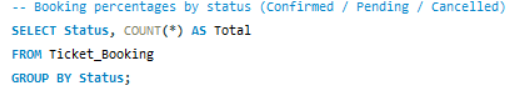 -- Booking percentages by status (Confirmed / Pending / Cancelled)
SELECT Status, COUNT(*) AS Total
FROM Ticket_Booking
GROUP BY Status;